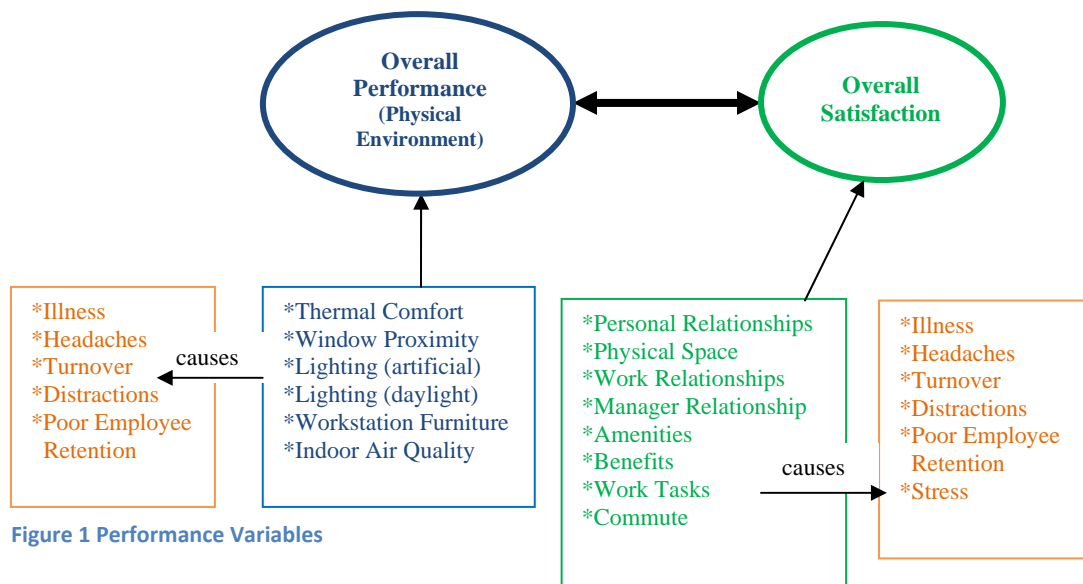 Overall
Performance
(Physical
Environment)
Overall
Satisfaction
*Illness
*Headaches
*Turnover
*Distractions
*Poor Employee
Retention
causes
*Thermal Comfort
*Window Proximity
*Lighting (artificial)
*Lighting (daylight)
*Workstation Furniture
*Indoor Air Quality
*Personal Relationships
*Physical Space
*Work Relationships
*Manager Relationship
*Amenities
*Benefits
*Work Tasks
*Commute
causes
*Illness
*Headaches
*Turnover
*Distractions
*Poor Employee
Retention
*Stress
Figure 1 Performance Variables